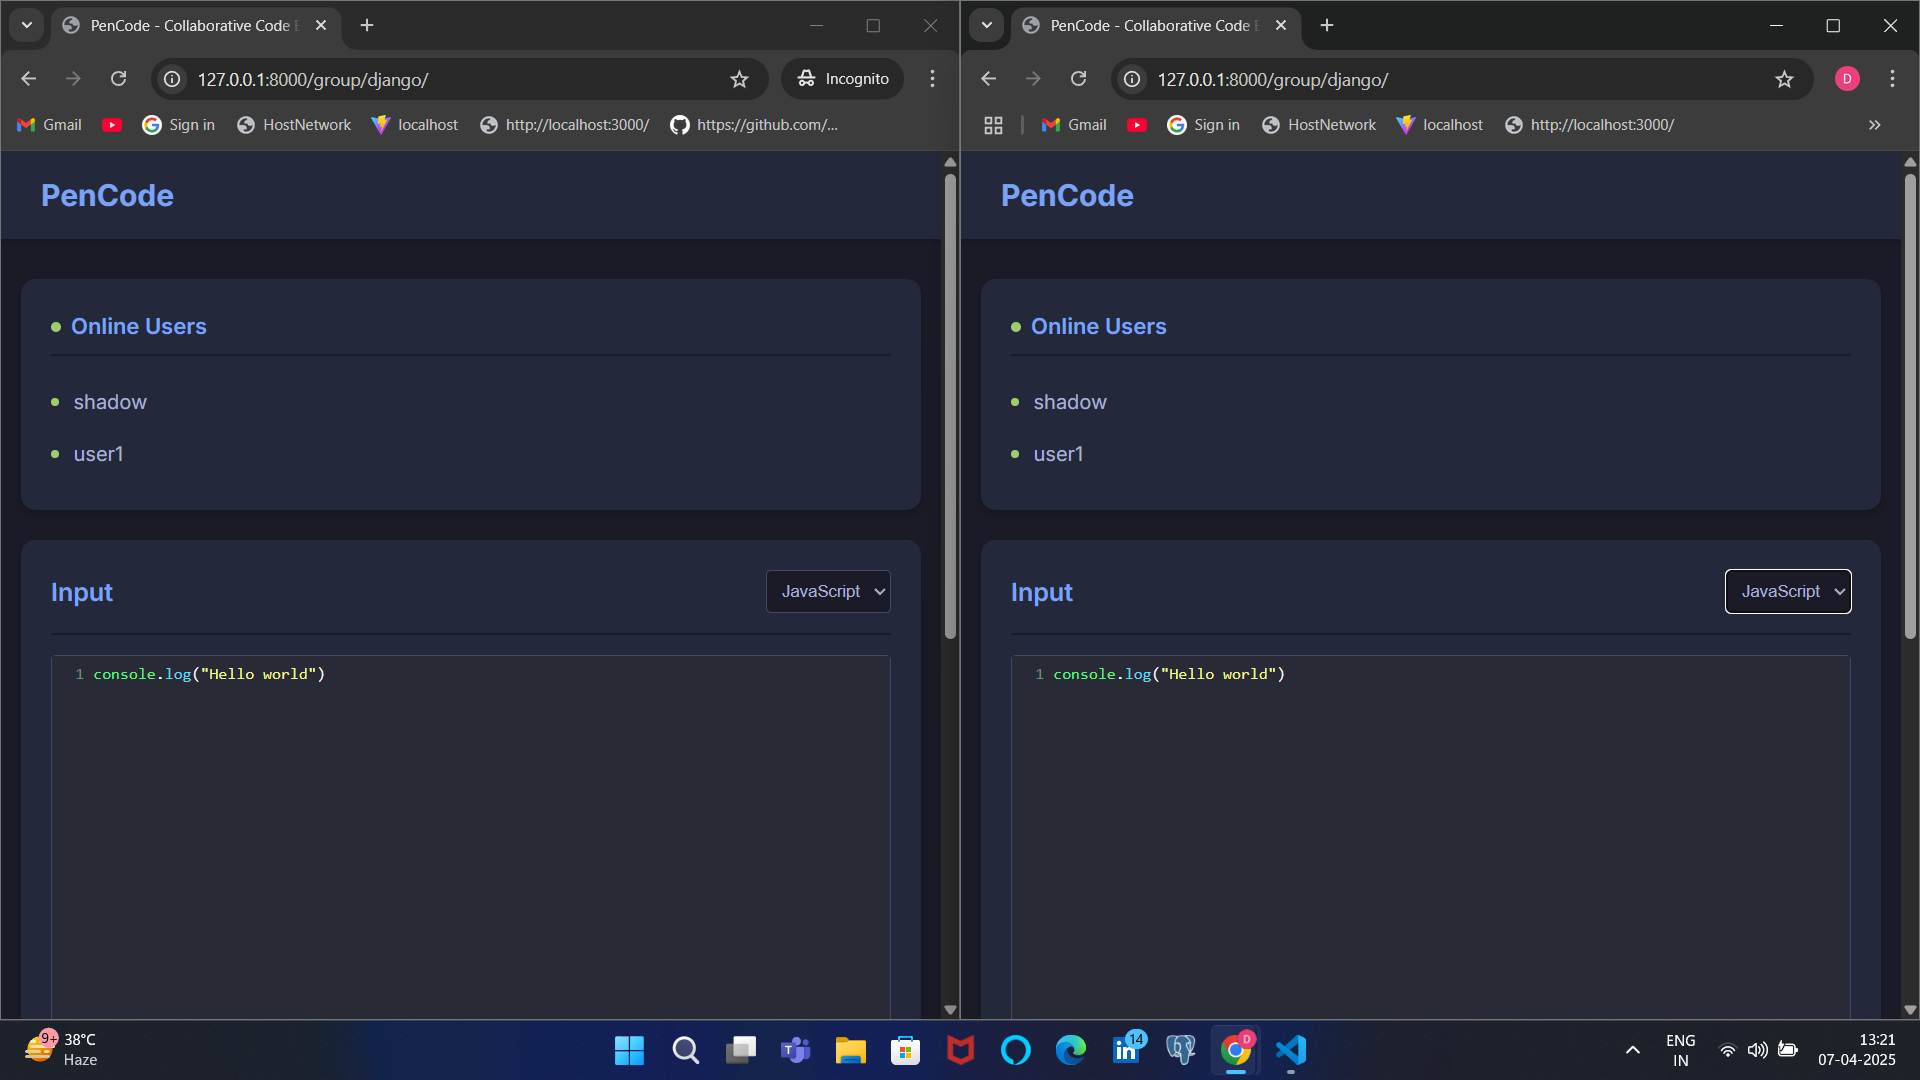 PenCode - Collaborative Code
127.0.0.1:8000/group/django/
Incognito
Gmail
Sign in
HostNetwork
localhost
http://localhost:3000/
https://github.com/...
PenCode
Online Users
shadow
user1
Input
JavaScript
1 console.log("Hello world")
PenCode - Collaborative Code
127.0.0.1:8000/group/django/
D
Gmail
Sign in
HostNetwork
localhost
http://localhost:3000/
PenCode
Online Users
shadow
user1
Input
JavaScript
1 console.log("Hello world")
9+
38°C
Haze
T
in
14
D
ENG
IN
13:21
07-04-2025